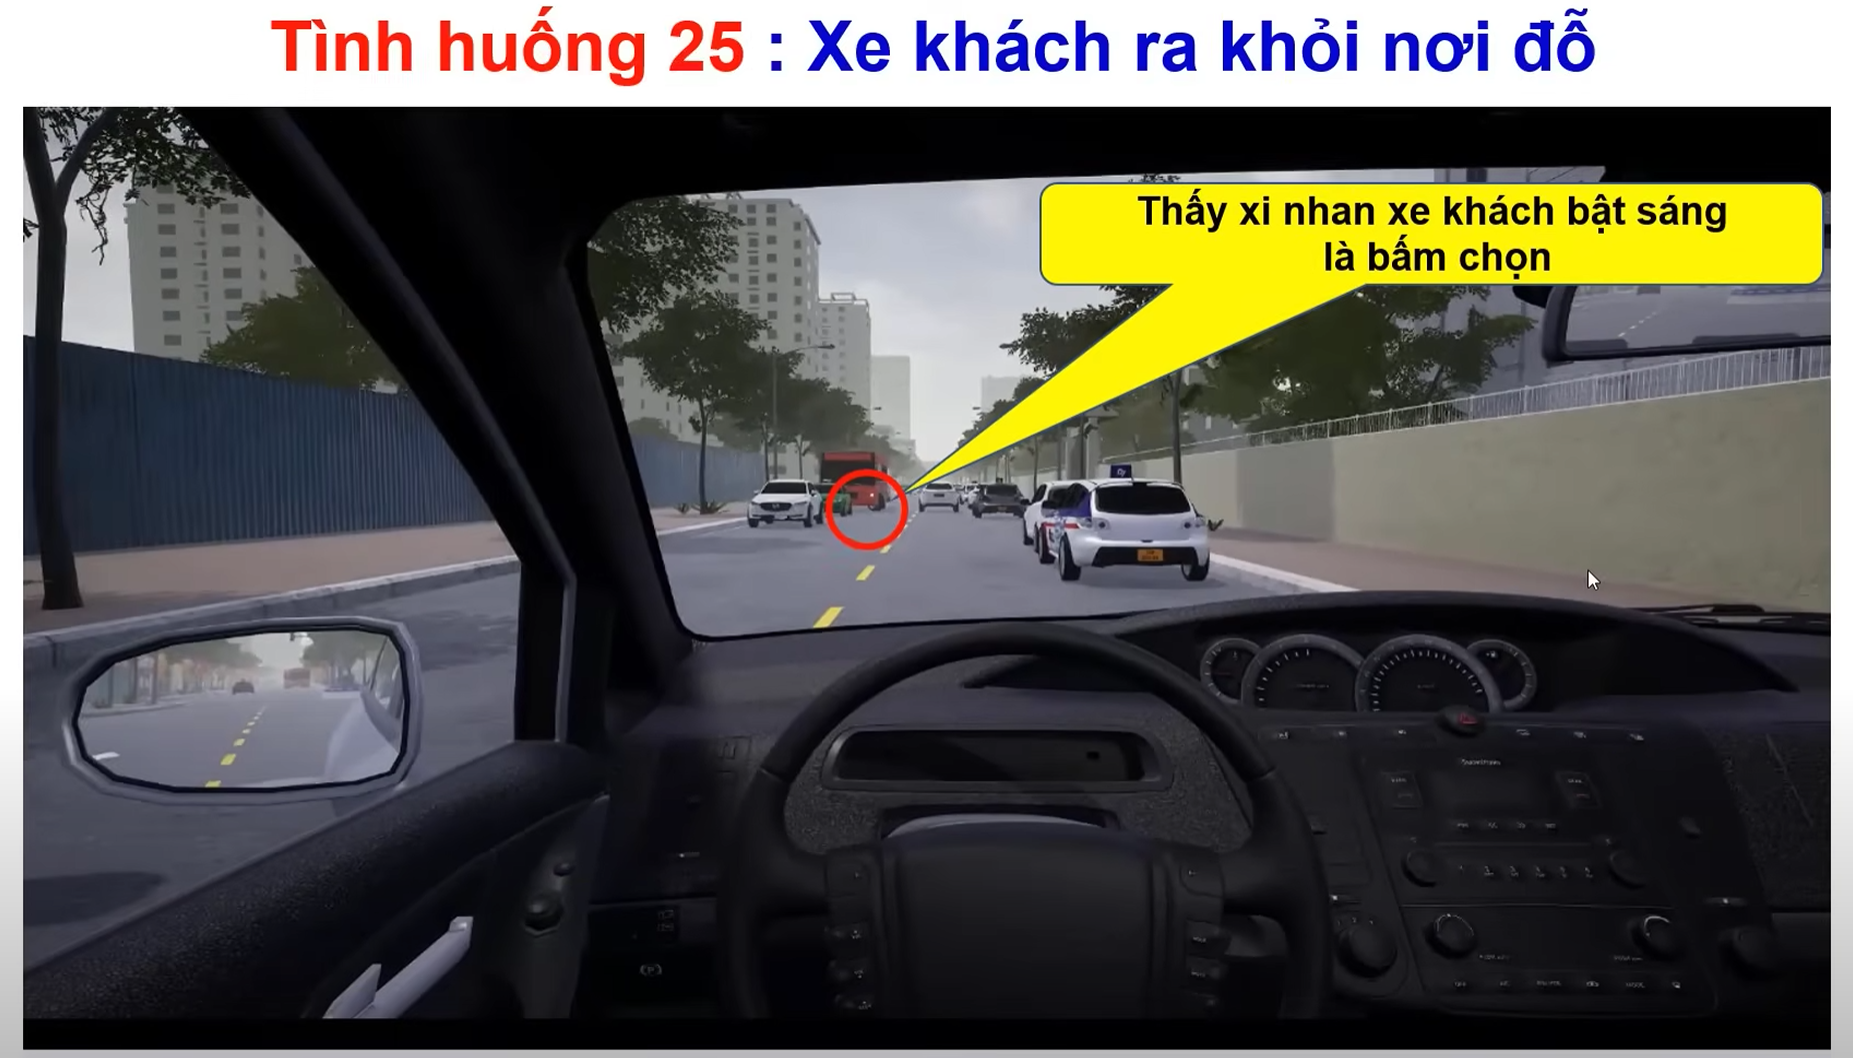 Tình huống 25 : Xe khách ra khỏi nơi đỗ
Thấy xi nhan xe khách bật sáng
là bấm chọn